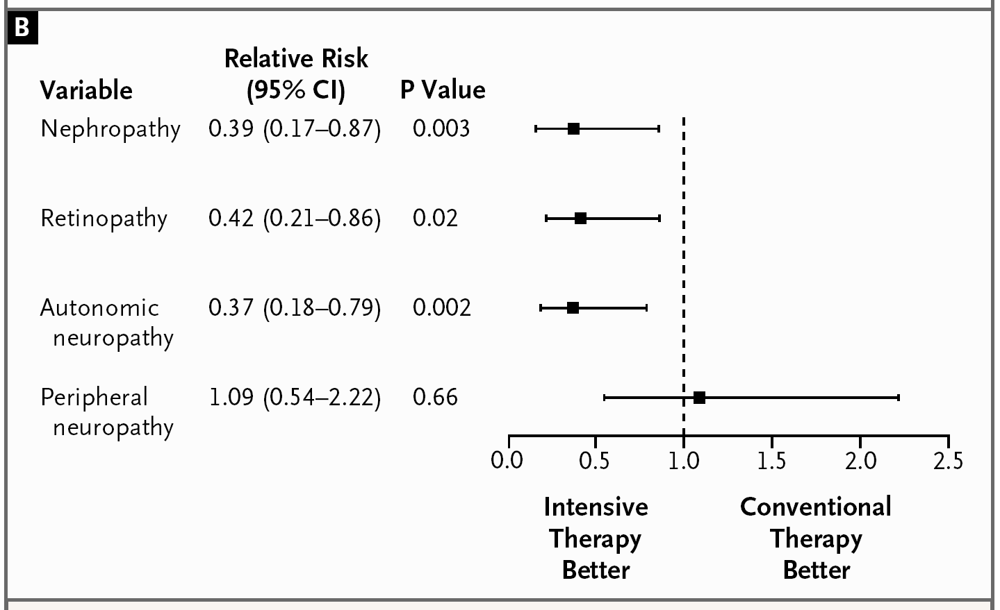 B
Relative Risk
Variable (95% CI) P Value
Nephropathy 0.39 (0.17–0.87) 0.003
Retinopathy 0.42 (0.21–0.86) 0.02
Autonomic 0.37 (0.18–0.79) 0.002
neuropathy
Peripheral 1.09 (0.54–2.22) 0.66
neuropathy
0.0 0.5 1.0 1.5 2.0 2.5
Intensive Conventional
Therapy Therapy
Better Better